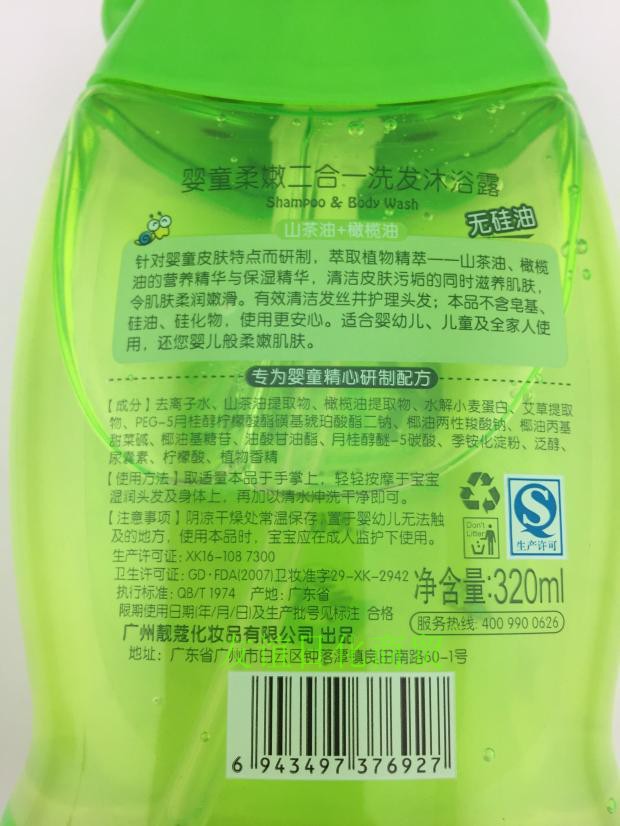 婴童柔嫩二合一洗发沐浴露
Shampoo & Body Wash
山茶油+橄榄油
无硅油
针对婴童皮肤特点而研制，萃取植物精萃——山茶油、橄榄
油的营养精华与保湿精华，清洁皮肤污垢的同时滋养肌肤，
令肌肤柔润嫩滑。有效清洁发丝并护理头发；本品不含皂基、
硅油、硅化物，使用更安心。适合婴幼儿、儿童及全家人使
用，还您婴儿般柔嫩肌肤。
专为婴童精心研制配方
【成分】去离子水、山茶油提取物、橄榄油提取物、水解小麦蛋白、艾草提取
物、PEG-5月桂醇柠檬酸酯磺基琥珀酸酯二钠、椰油两性羧酸钠、椰油丙基
甜菜碱、椰油基糖苷、油酸甘油酯、月桂醇醚-5碳酸、季铵化淀粉、泛醇、
尿囊素、柠檬酸、植物香精
【使用方法】取适量本品于手掌上，轻轻按摩于宝宝
湿润头发及身体上，再加以清水冲洗干净即可。
【注意事项】阴凉干燥处常温保存，置于婴幼儿无法触
及的地方，使用本品时，宝宝应在成人监护下使用。
生产许可证：XK16-108 7300
卫生许可证：GD·FDA(2007)卫妆准字29-XK-2942
执行标准：QB/T 1974 产地：广东省
限期使用日期(年/月/日)及生产批号见标注 合格
广州靓蔻化妆品有限公司 出品
地址：广东省广州市白云区钟落潭镇良田南路60-1号
Don't
Litter
QS
生产许可
净含量:320ml
服务热线: 400 990 0626
6 943497 376927